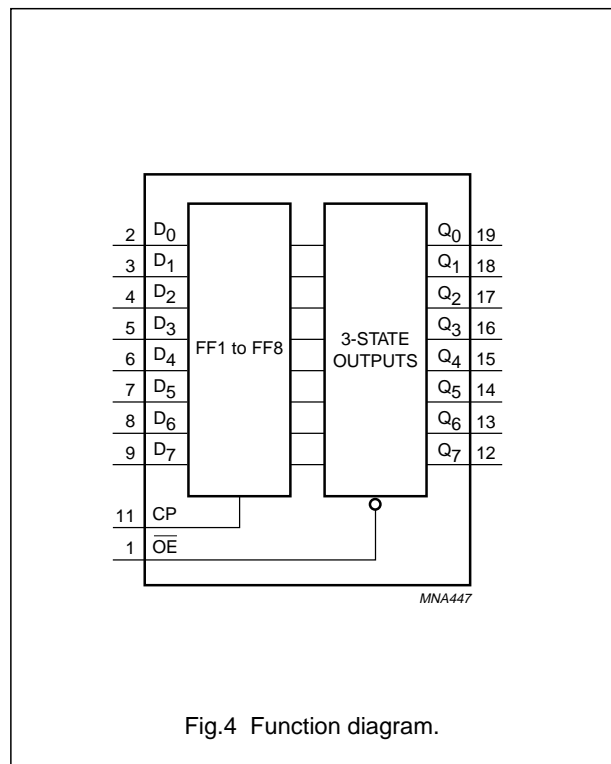 2 D0 Q0 19
3 D1 Q1 18
4 D2 Q2 17
5 D3 Q3 16
FF1 to FF8
3-STATE
OUTPUTS
6 D4 Q4 15
7 D5 Q5 14
8 D6 Q6 13
9 D7 Q7 12
11 CP
1 O̅E̅
MNA447
Fig.4 Function diagram.